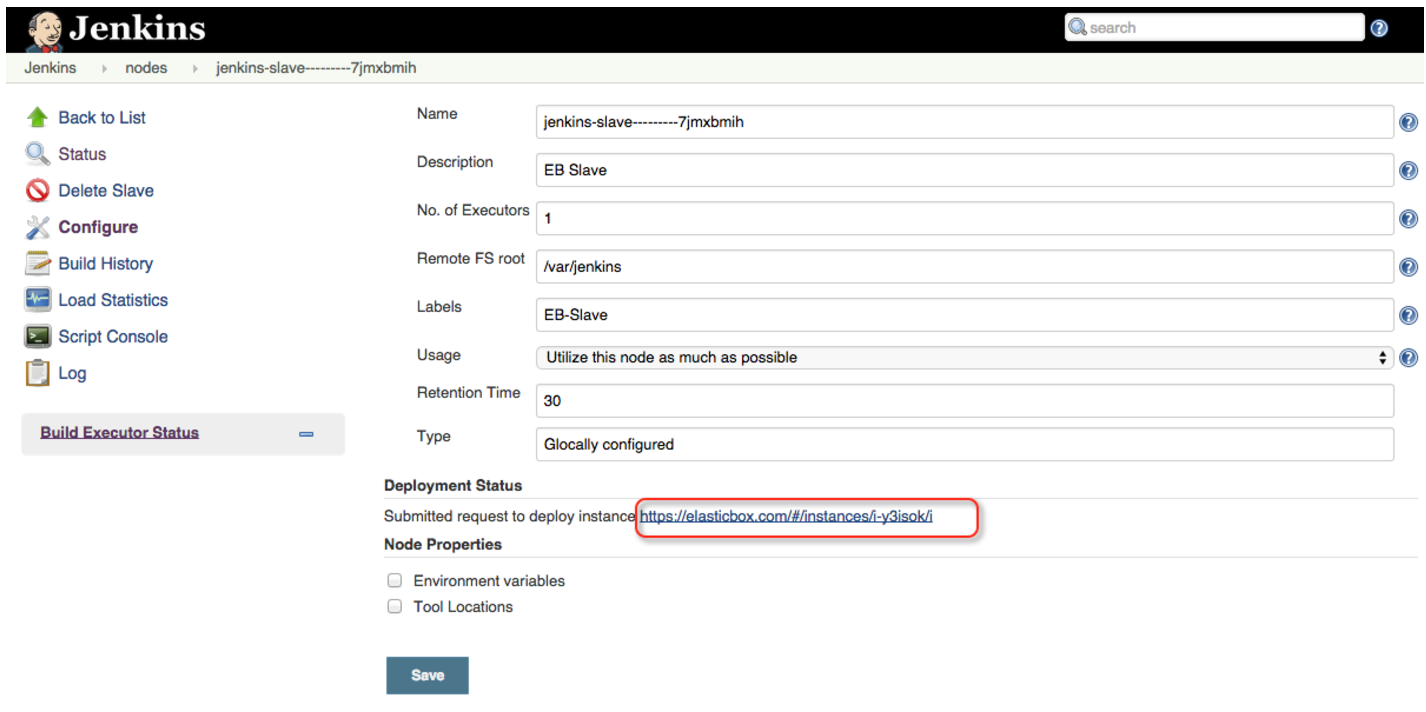 Jenkins
search
Jenkins nodes jenkins-slave---------7jmxbmih
Back to List
Status
Delete Slave
Configure
Build History
Load Statistics
Script Console
Log
Build Executor Status
Name jenkins-slave---------7jmxbmih
Description EB Slave
No. of Executors 1
Remote FS root /var/jenkins
Labels EB-Slave
Usage Utilize this node as much as possible
Retention Time 30
Type Glocally configured
Deployment Status
Submitted request to deploy instance https://elasticbox.com/#/instances/i-y3isok/i
Node Properties
Environment variables
Tool Locations
Save